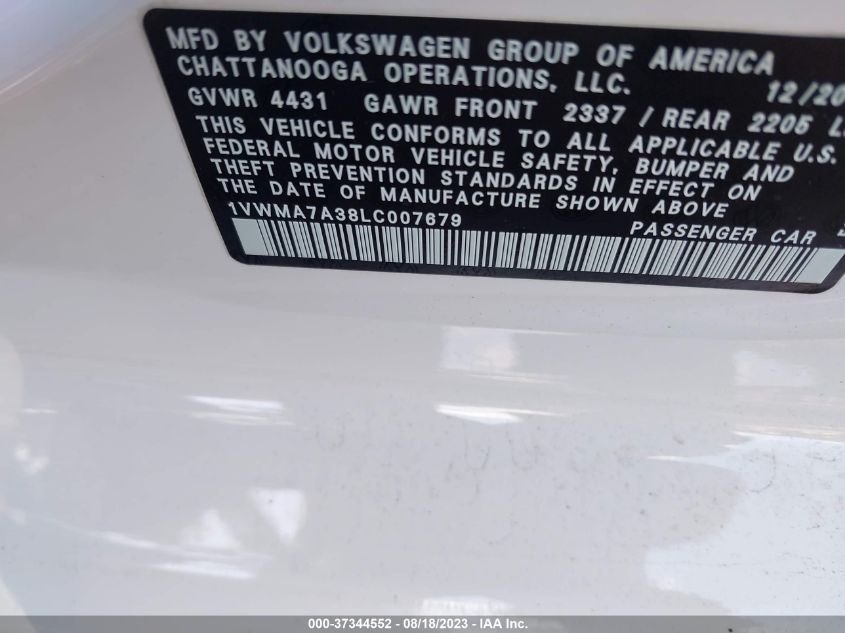 MFD BY VOLKSWAGEN GROUP OF AMERICA
CHATTANOOGA OPERATIONS, LLC. 12/20
GVWR 4431 GAWR FRONT 2337 / REAR 2205
THIS VEHICLE CONFORMS TO ALL APPLICABLE U.S.
FEDERAL MOTOR VEHICLE SAFETY, BUMPER AND
THEFT PREVENTION STANDARDS IN EFFECT ON
THE DATE OF MANUFACTURE SHOWN ABOVE
1VWMA7A38LC007679 PASSENGER CAR
000-37344552 | 08/18/2023 | IAA Inc.